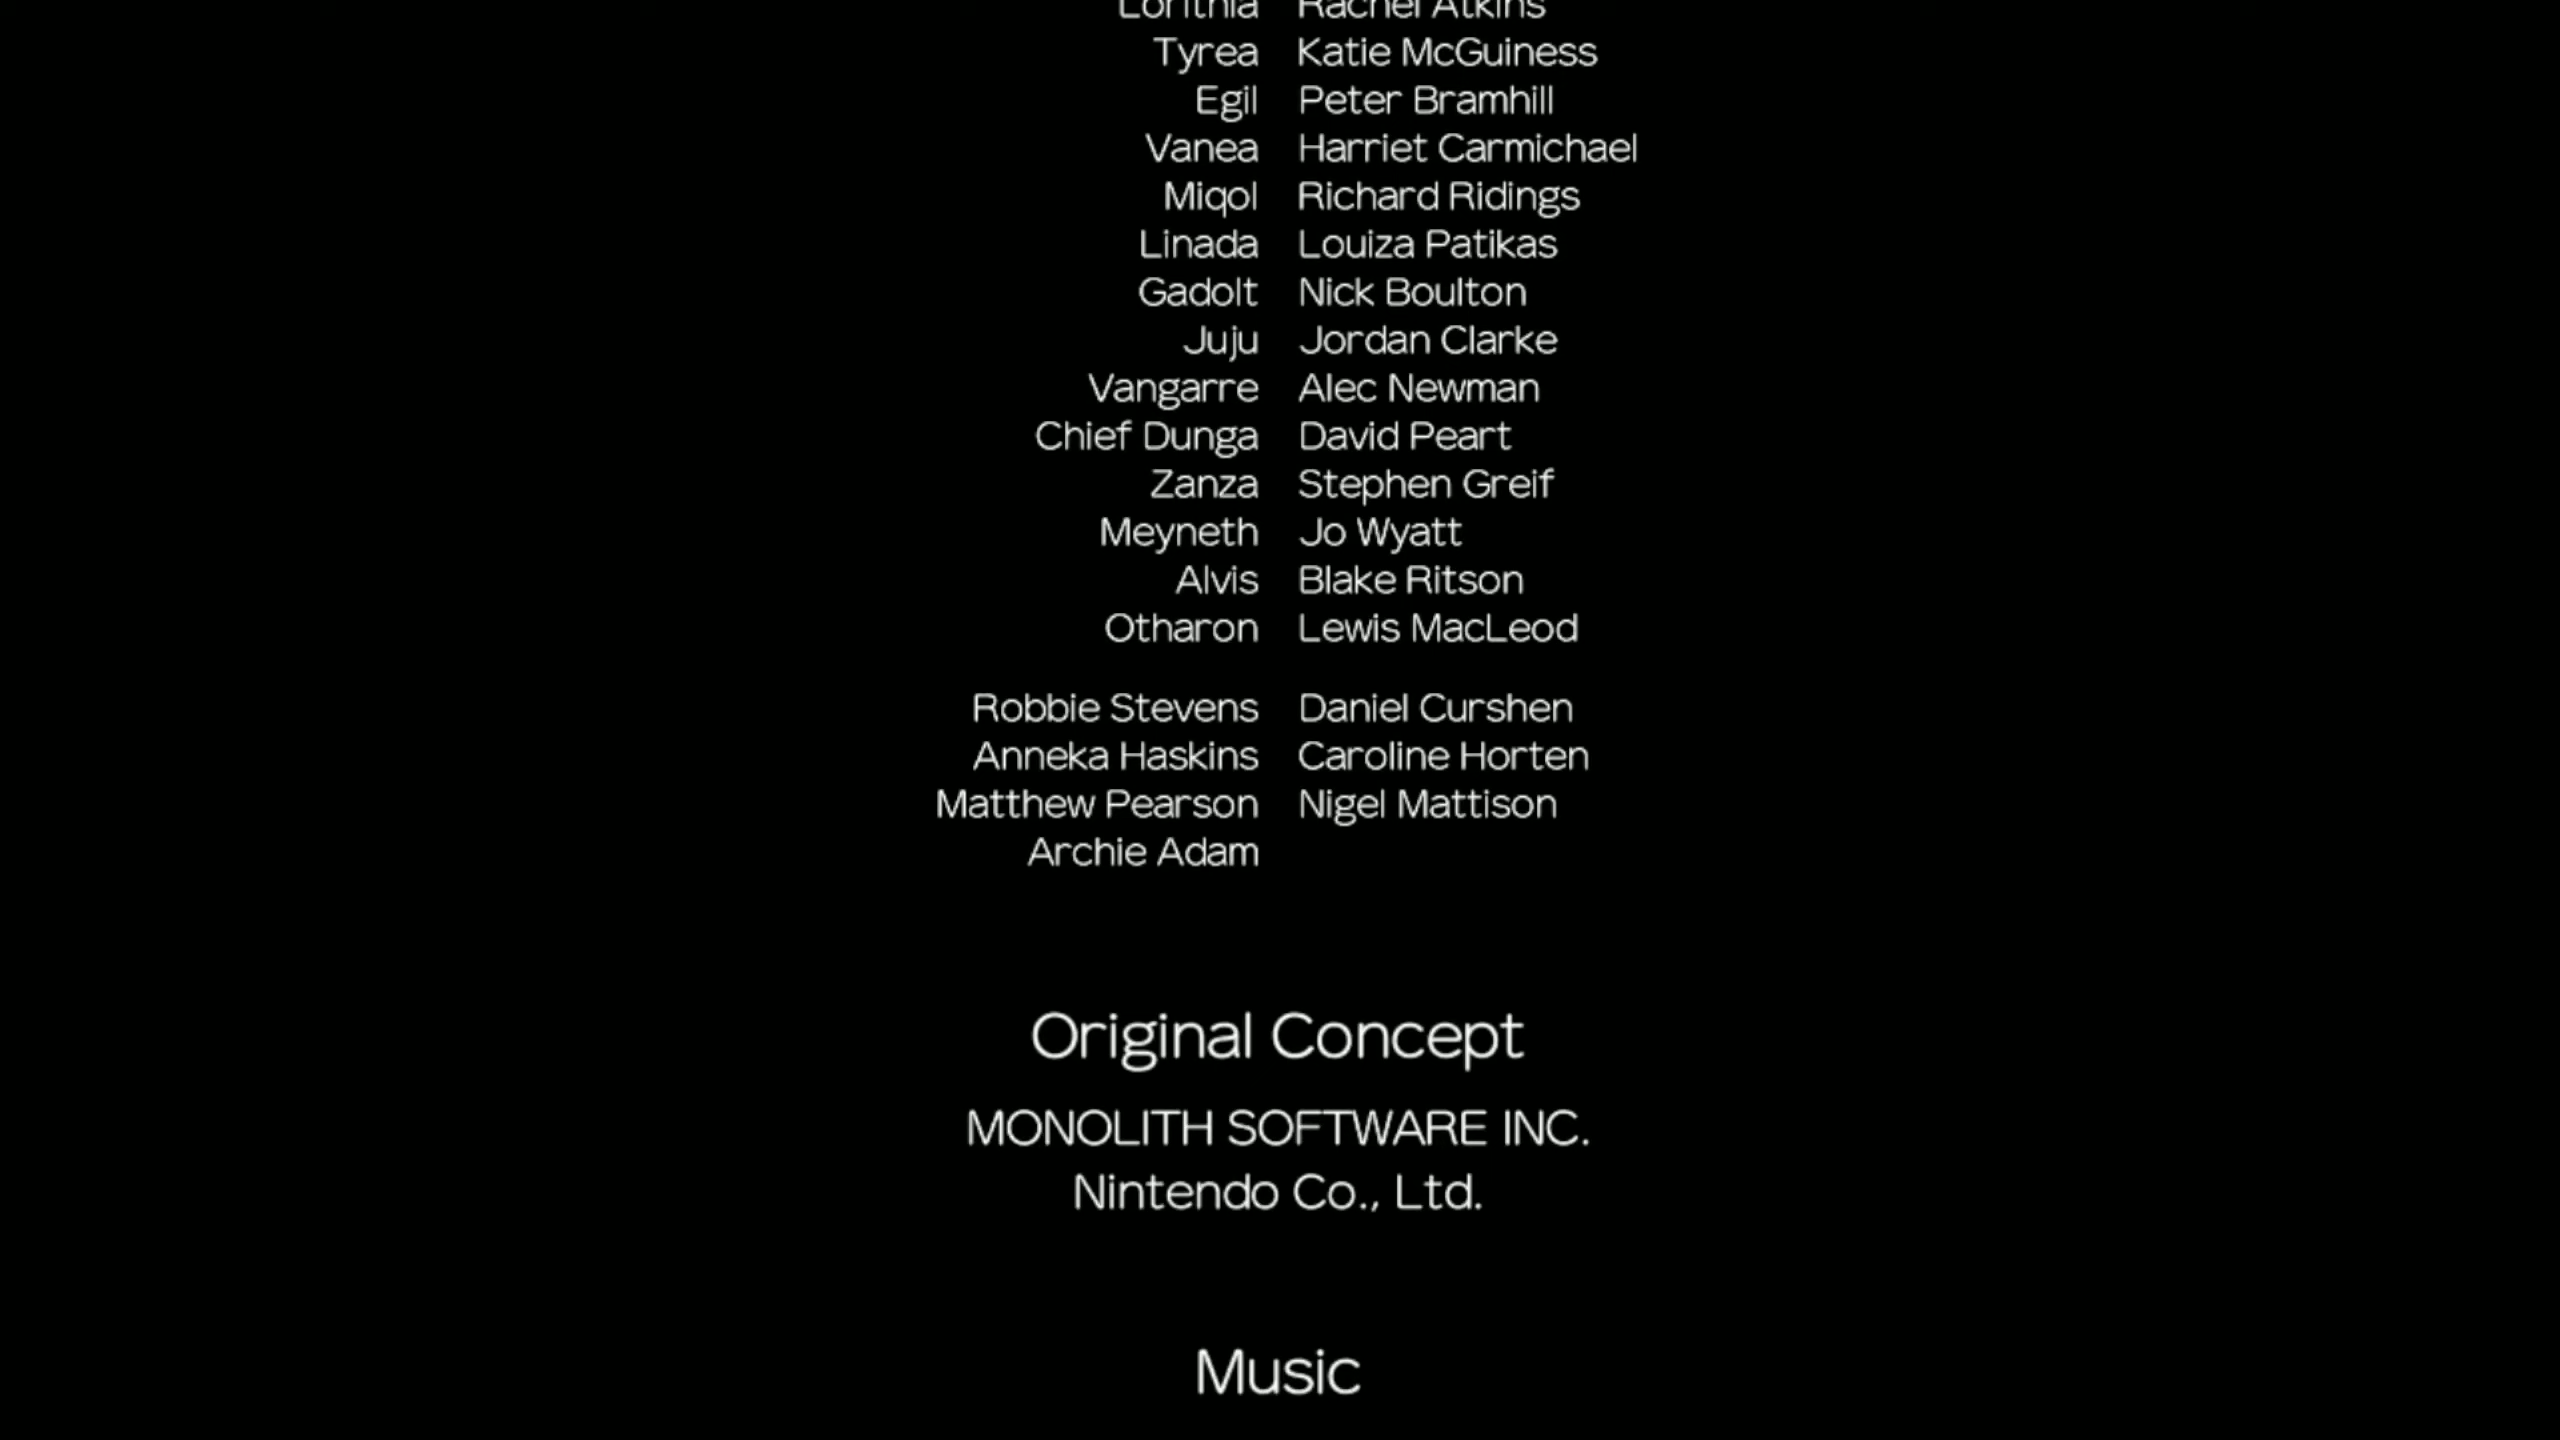 Lorithia Rachel Atkins
Tyrea Katie McGuiness
Egil Peter Bramhill
Vanea Harriet Carmichael
Miqol Richard Ridings
Linada Louiza Patikas
Gadolt Nick Boulton
Juju Jordan Clarke
Vangarre Alec Newman
Chief Dunga David Peart
Zanza Stephen Greif
Meyneth Jo Wyatt
Alvis Blake Ritson
Otharon Lewis MacLeod
Robbie Stevens Daniel Curshen
Anneka Haskins Caroline Horten
Matthew Pearson Nigel Mattison
Archie Adam
Original Concept
MONOLITH SOFTWARE INC.
Nintendo Co., Ltd.
Music